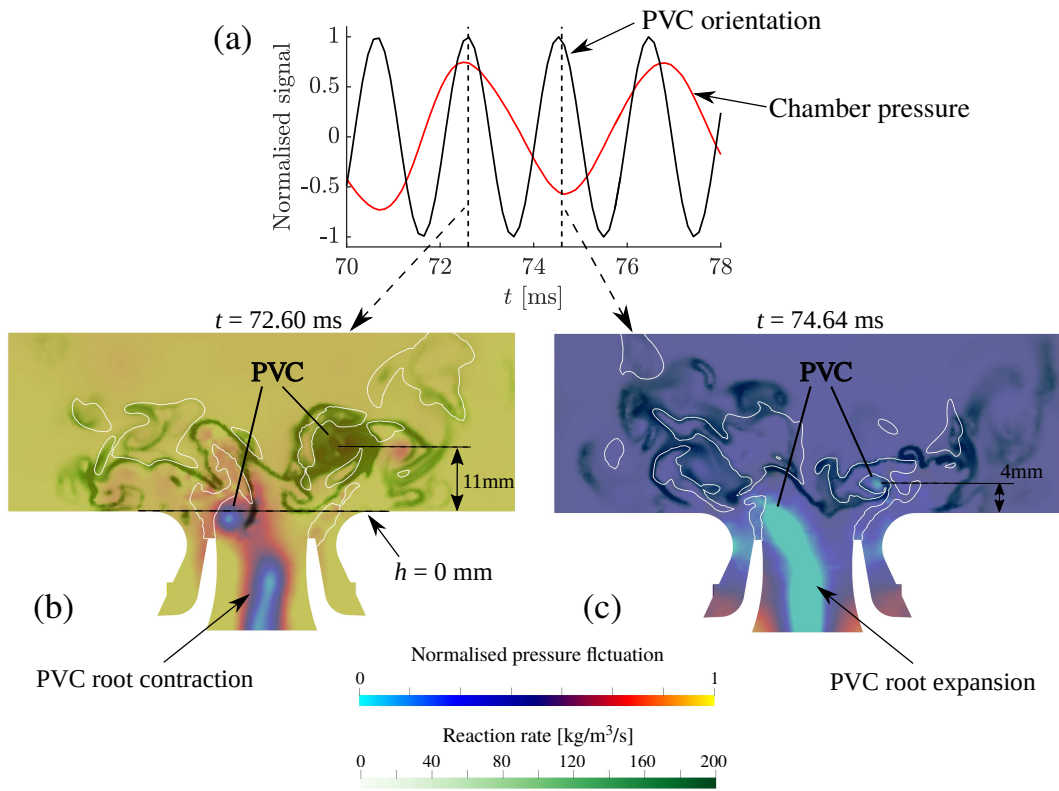 (a)
PVC orientation
Chamber pressure
Normalised signal
1
0.5
0
-0.5
-1
70 72 74 76 78
t [ms]
t = 72.60 ms
t = 74.64 ms
PVC
PVC
11mm
4mm
h = 0 mm
(b)
(c)
PVC root contraction
PVC root expansion
Normalised pressure flctuation
0 1
Reaction rate [kg/m³/s]
0 40 80 120 160 200